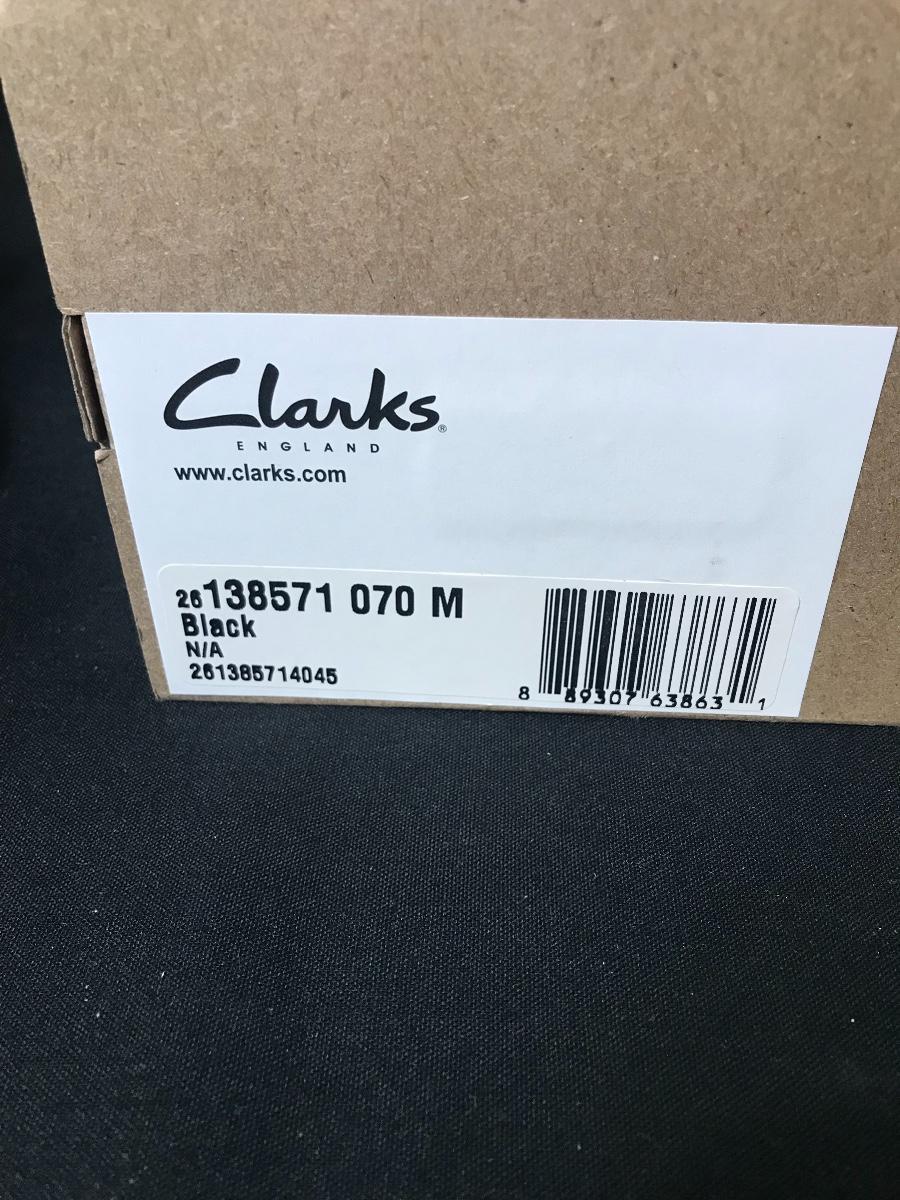 Clarks®
ENGLAND
www.clarks.com
26138571 070 M
Black
N/A
261385714045
8 89307 63863 1